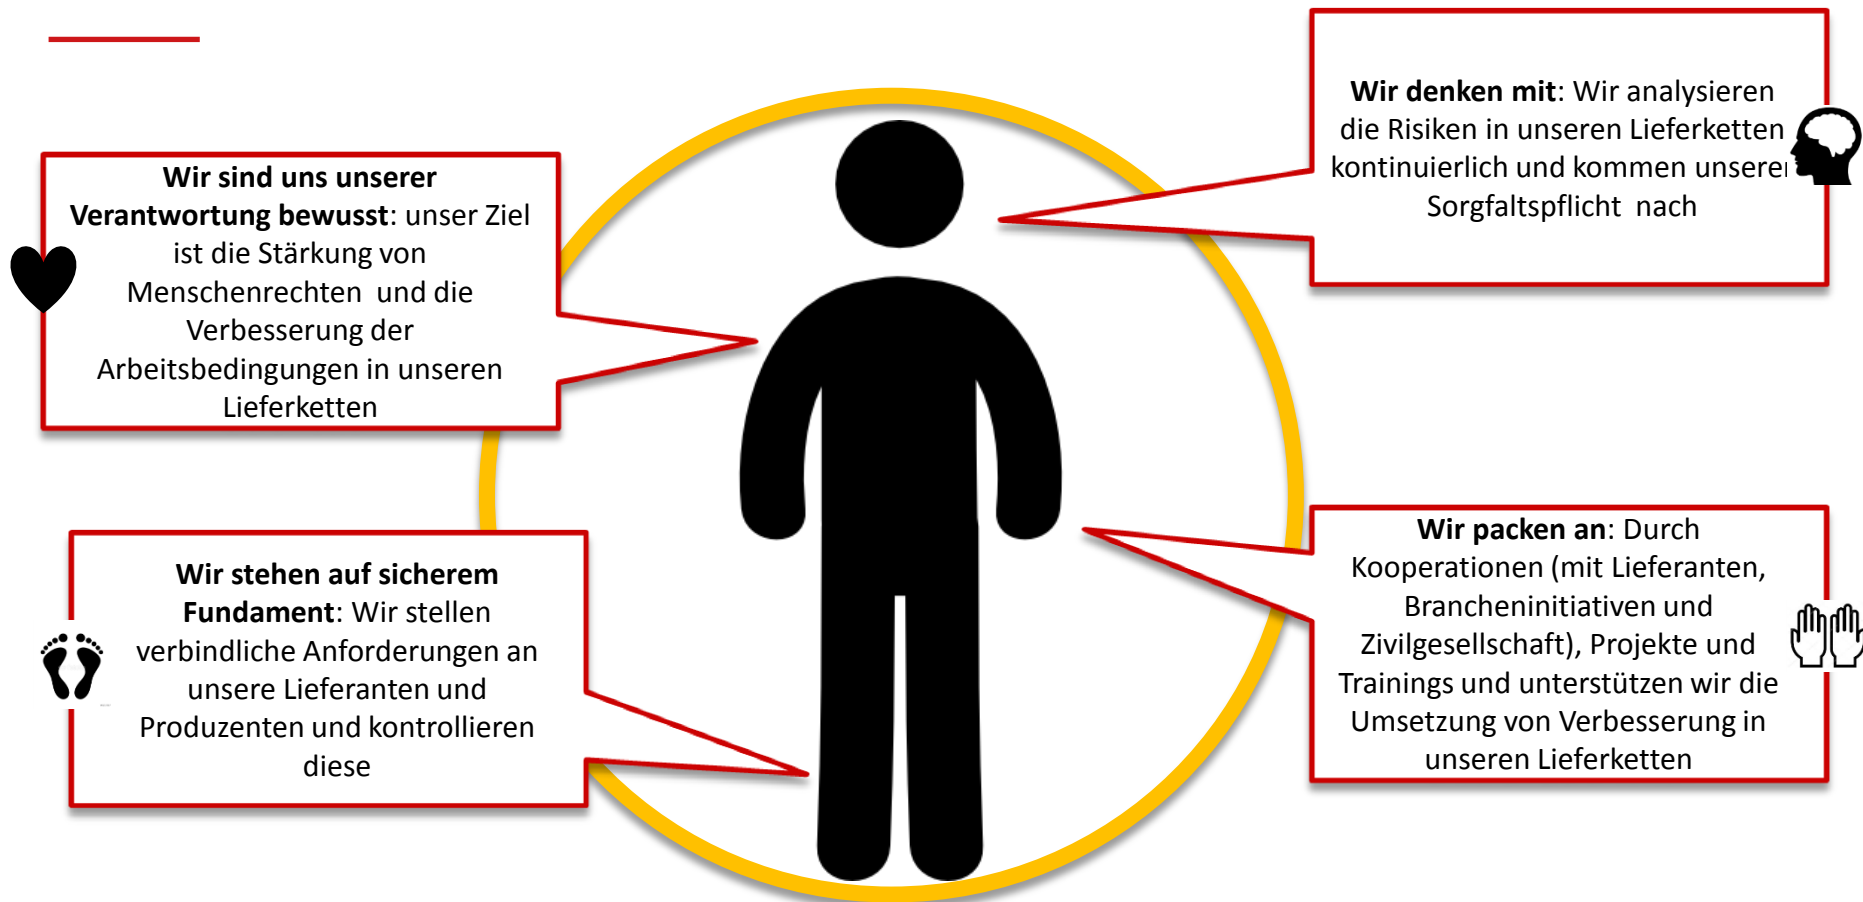 Wir sind uns unserer
Verantwortung bewusst: unser Ziel
ist die Stärkung von
Menschenrechten und die
Verbesserung der
Arbeitsbedingungen in unseren
Lieferketten
Wir denken mit: Wir analysieren
die Risiken in unseren Lieferketten
kontinuierlich und kommen unserer
Sorgfaltspflicht nach
Wir stehen auf sicherem
Fundament: Wir stellen
verbindliche Anforderungen an
unsere Lieferanten und
Produzenten und kontrollieren
diese
Wir packen an: Durch
Kooperationen (mit Lieferanten,
Brancheninitiativen und
Zivilgesellschaft), Projekte und
Trainings und unterstützen wir die
Umsetzung von Verbesserung in
unseren Lieferketten